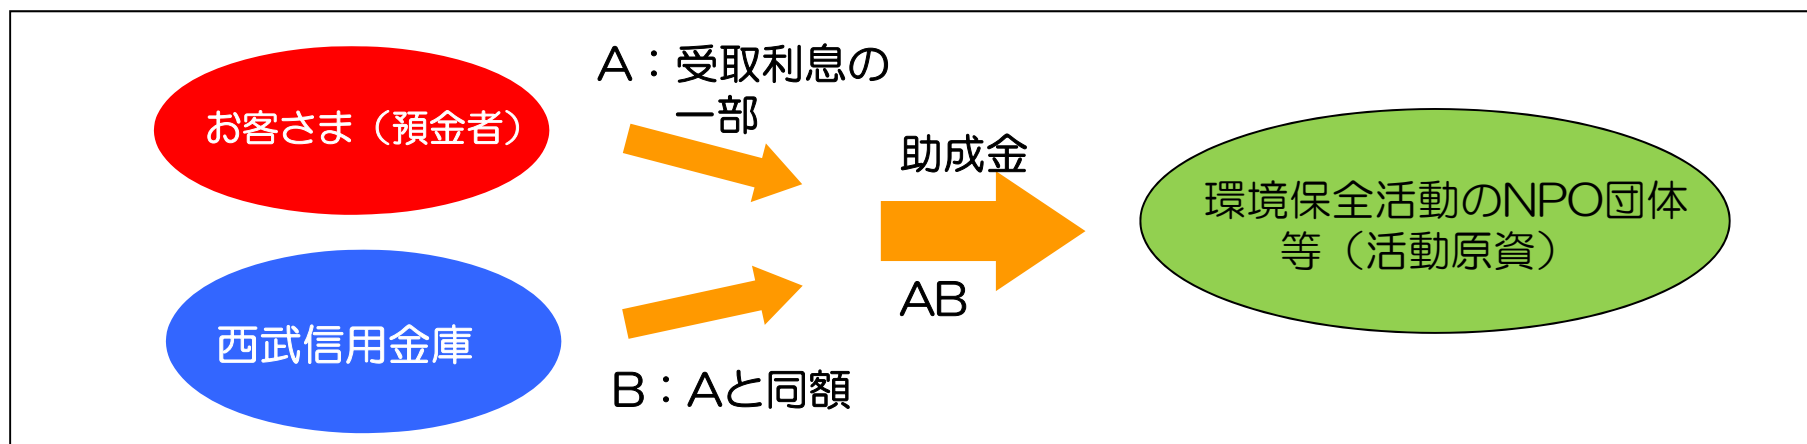 お客さま（預金者）
A：受取利息の
一部
西武信用金庫
B：Aと同額
助成金
AB
環境保全活動のNPO団体
等（活動原資）